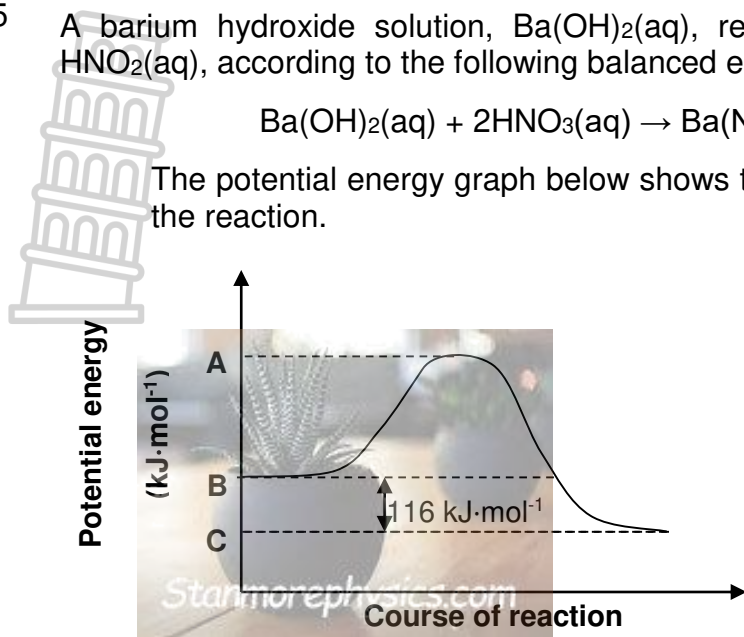 5
A barium hydroxide solution, Ba(OH)₂(aq), re
HNO₂(aq), according to the following balanced e
Ba(OH)₂(aq) + 2HNO₃(aq) → Ba(N
The potential energy graph below shows t
the reaction.
Potential energy
(kJ·mol⁻¹)
A
B
116 kJ·mol⁻¹
C
Stanmorephysics.com
Course of reaction